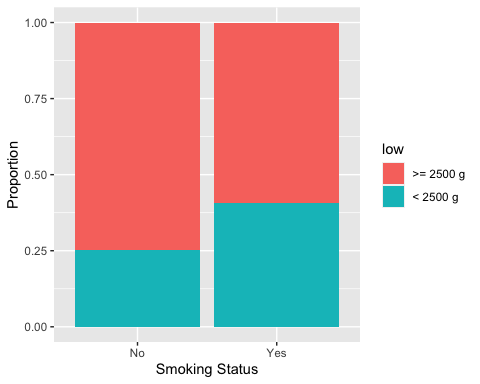 1.00
0.75
0.50
0.25
0.00
Proportion
No Yes
Smoking Status
low
>= 2500 g
< 2500 g